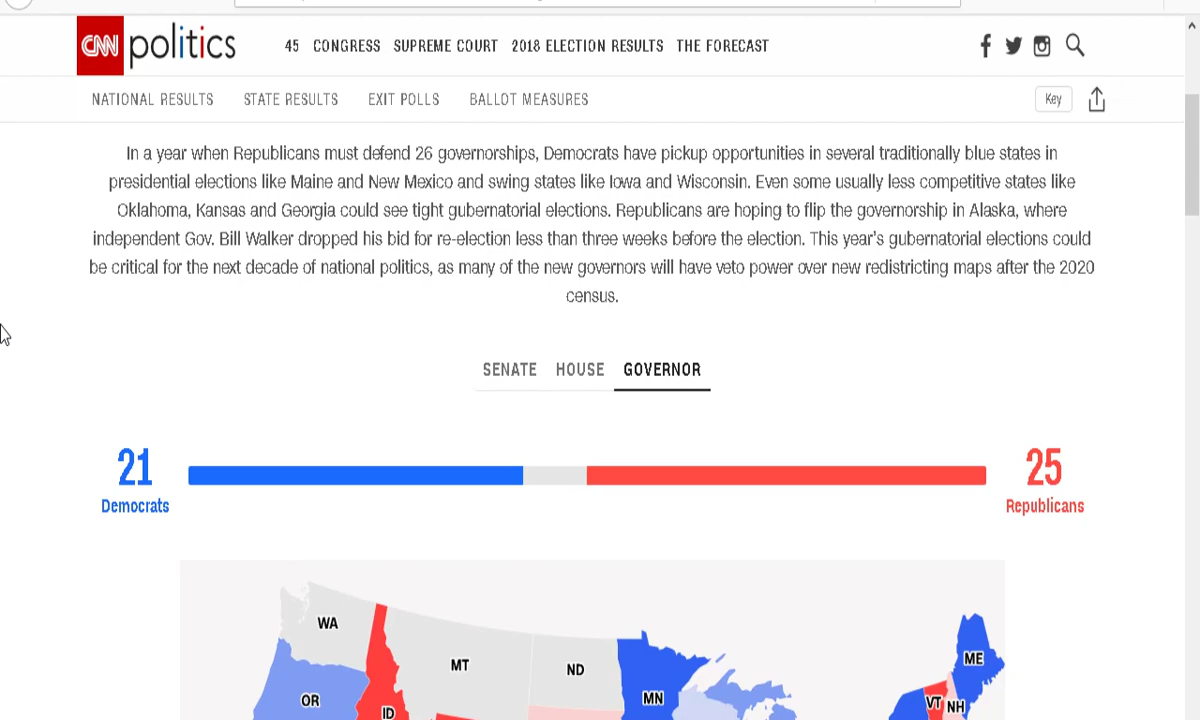 CNN politics 45 CONGRESS SUPREME COURT 2018 ELECTION RESULTS THE FORECAST
NATIONAL RESULTS STATE RESULTS EXIT POLLS BALLOT MEASURES Key
In a year when Republicans must defend 26 governorships, Democrats have pickup opportunities in several traditionally blue states in
presidential elections like Maine and New Mexico and swing states like Iowa and Wisconsin. Even some usually less competitive states like
Oklahoma, Kansas and Georgia could see tight gubernatorial elections. Republicans are hoping to flip the governorship in Alaska, where
independent Gov. Bill Walker dropped his bid for re-election less than three weeks before the election. This year's gubernatorial elections could
be critical for the next decade of national politics, as many of the new governors will have veto power over new redistricting maps after the 2020
census.
SENATE HOUSE GOVERNOR
21 25
Democrats Republicans
WA
ME
MT
ND
MN
OR
VT NH
ID